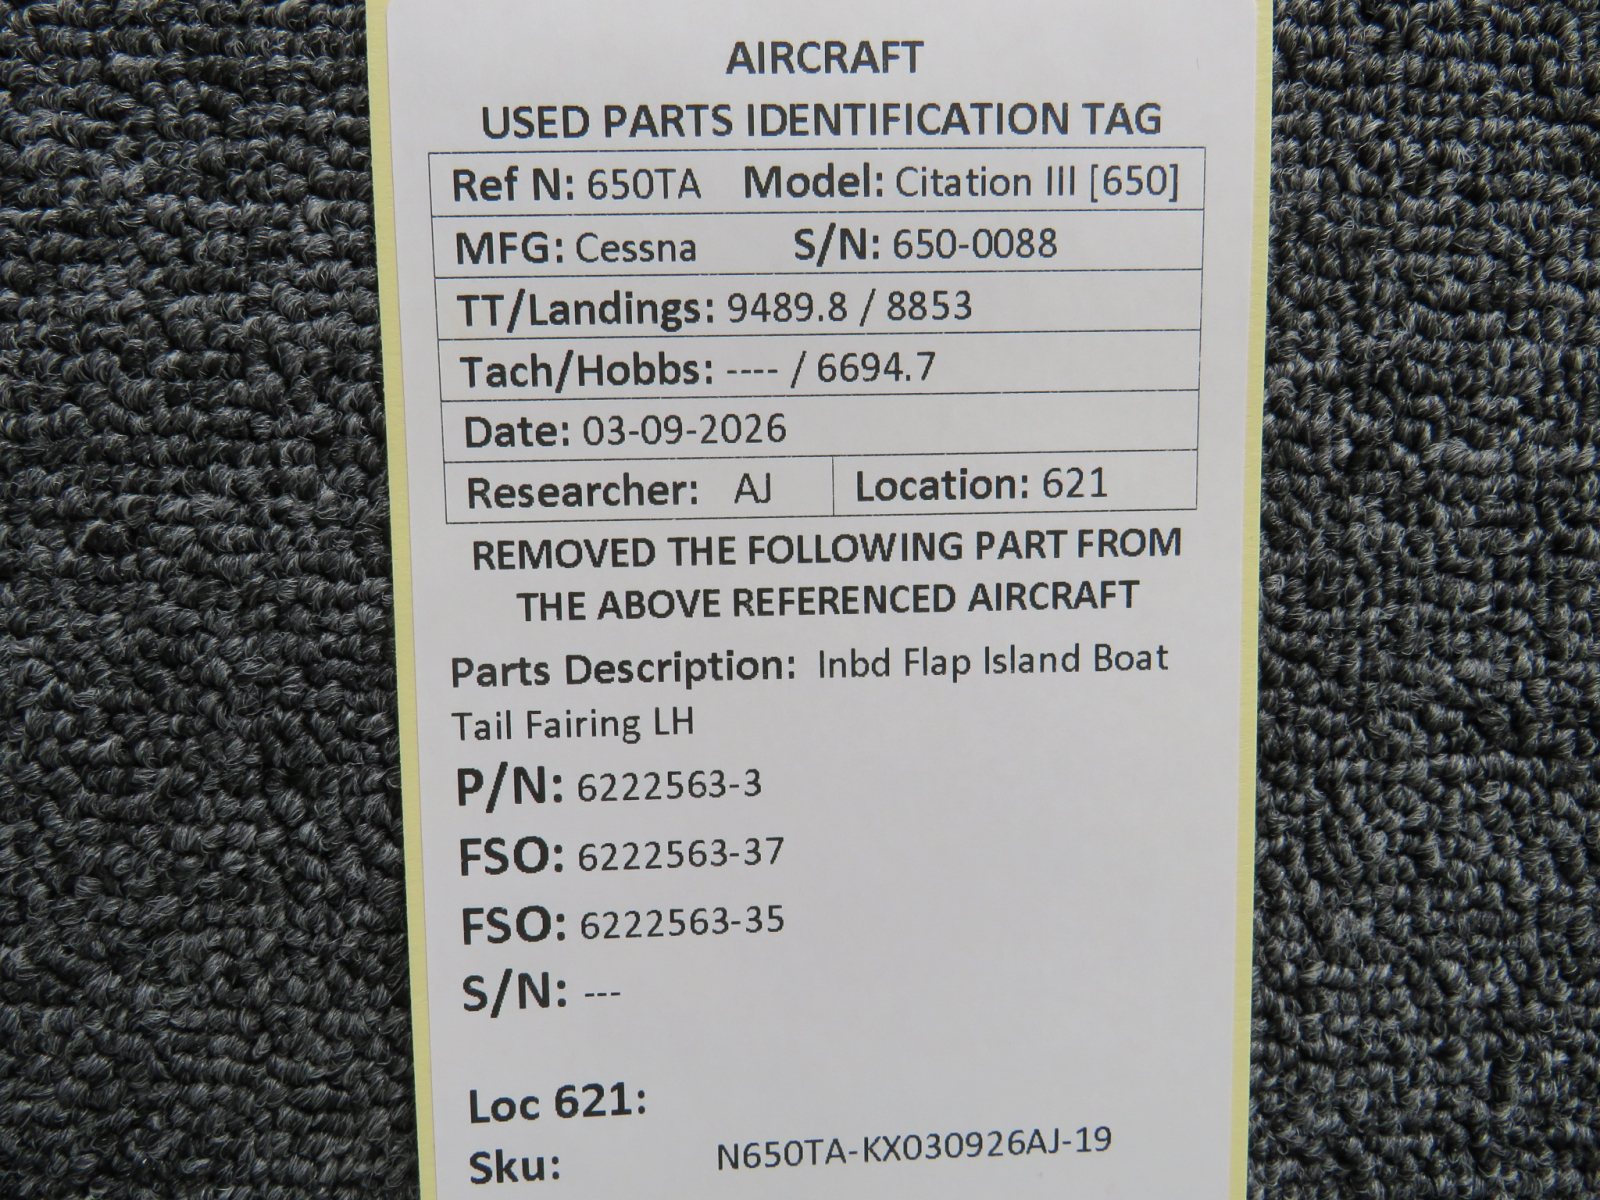 AIRCRAFT
USED PARTS IDENTIFICATION TAG
Ref N: 650TA Model: Citation III [650]
MFG: Cessna S/N: 650-0088
TT/Landings: 9489.8 / 8853
Tach/Hobbs: ---- / 6694.7
Date: 03-09-2026
Researcher: AJ Location: 621
REMOVED THE FOLLOWING PART FROM
THE ABOVE REFERENCED AIRCRAFT
Parts Description: Inbd Flap Island Boat
Tail Fairing LH
P/N: 6222563-3
FSO: 6222563-37
FSO: 6222563-35
S/N: ---
Loc 621:
Sku: N650TA-KX030926AJ-19